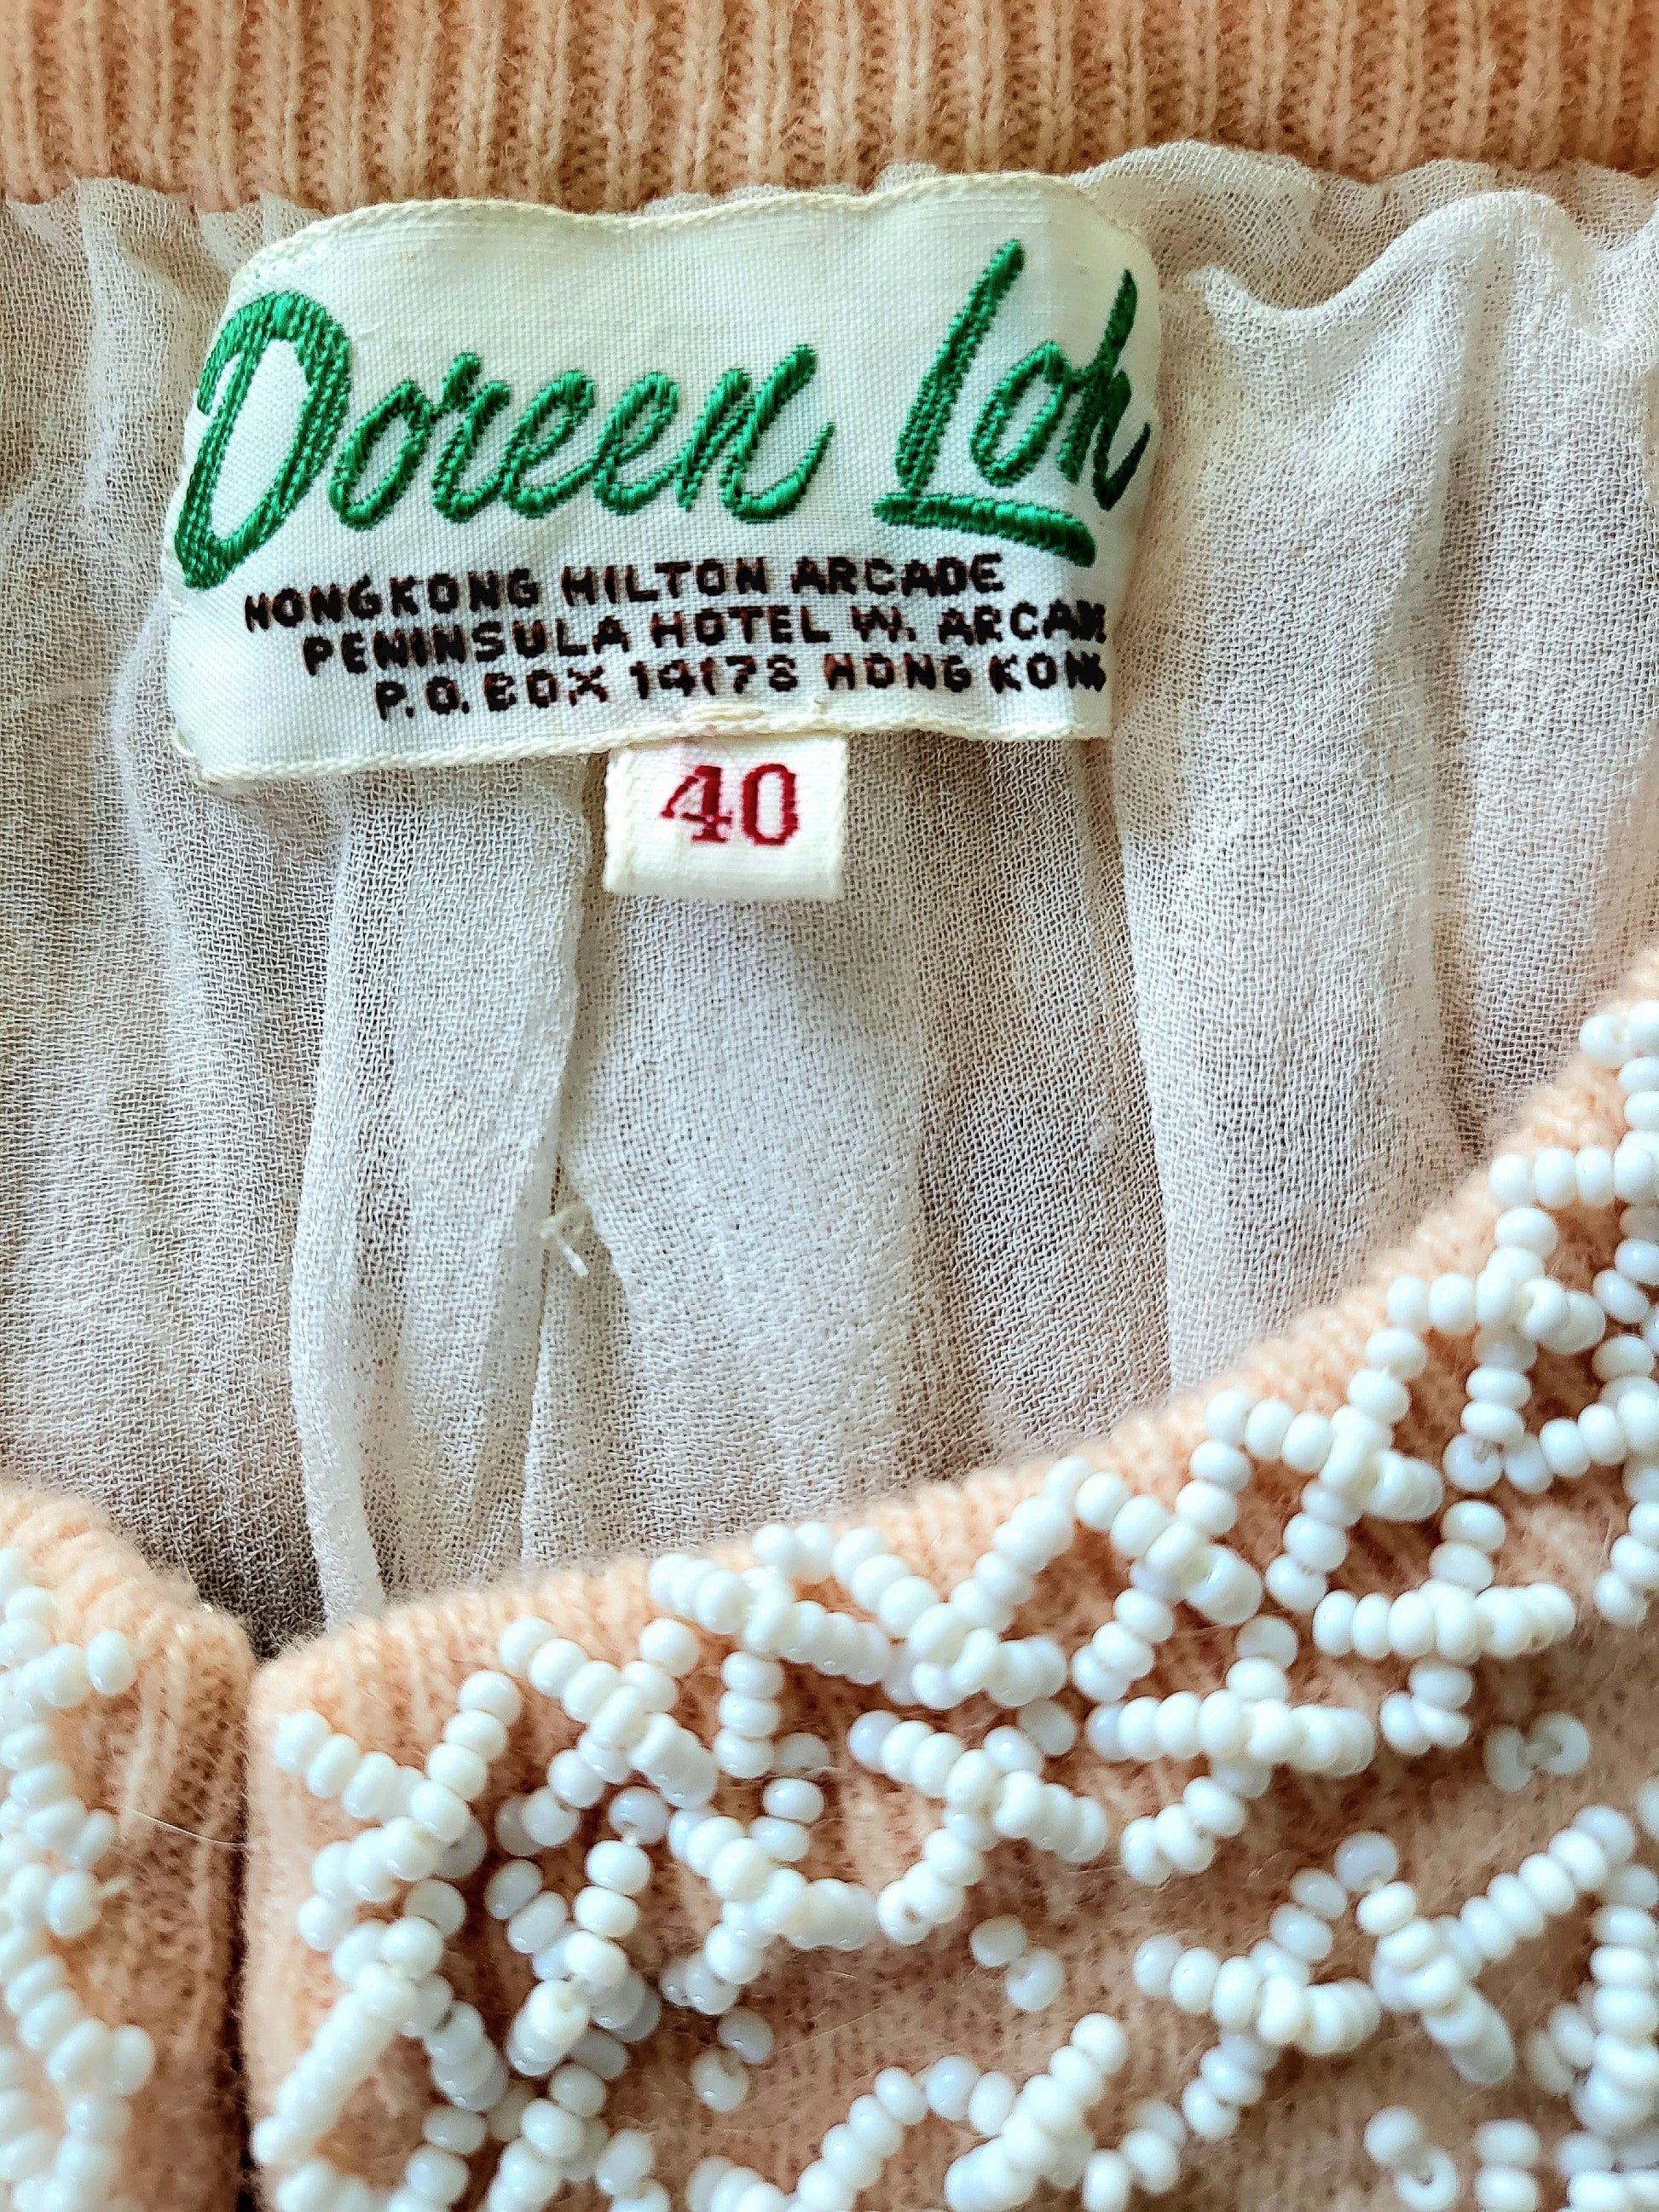 Doreen Loh
HONGKONG HILTON ARCADE
PENINSULA HOTEL W. ARCADE
P.O. BOX 14178 HONG KONG
40